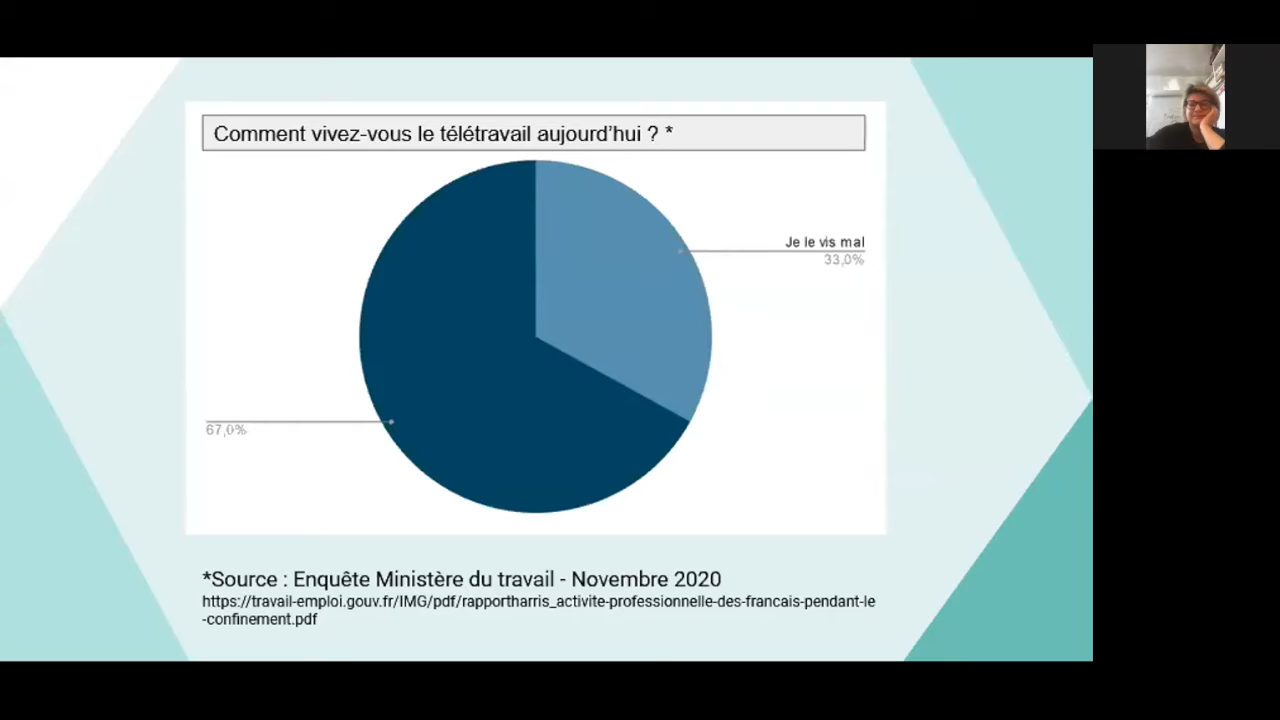 Comment vivez-vous le télétravail aujourd'hui ? *
Je le vis mal
33,0%
67,0%
*Source : Enquête Ministère du travail - Novembre 2020
https://travail-emploi.gouv.fr/IMG/pdf/rapportharris_activite-professionnelle-des-francais-pendant-le
-confinement.pdf